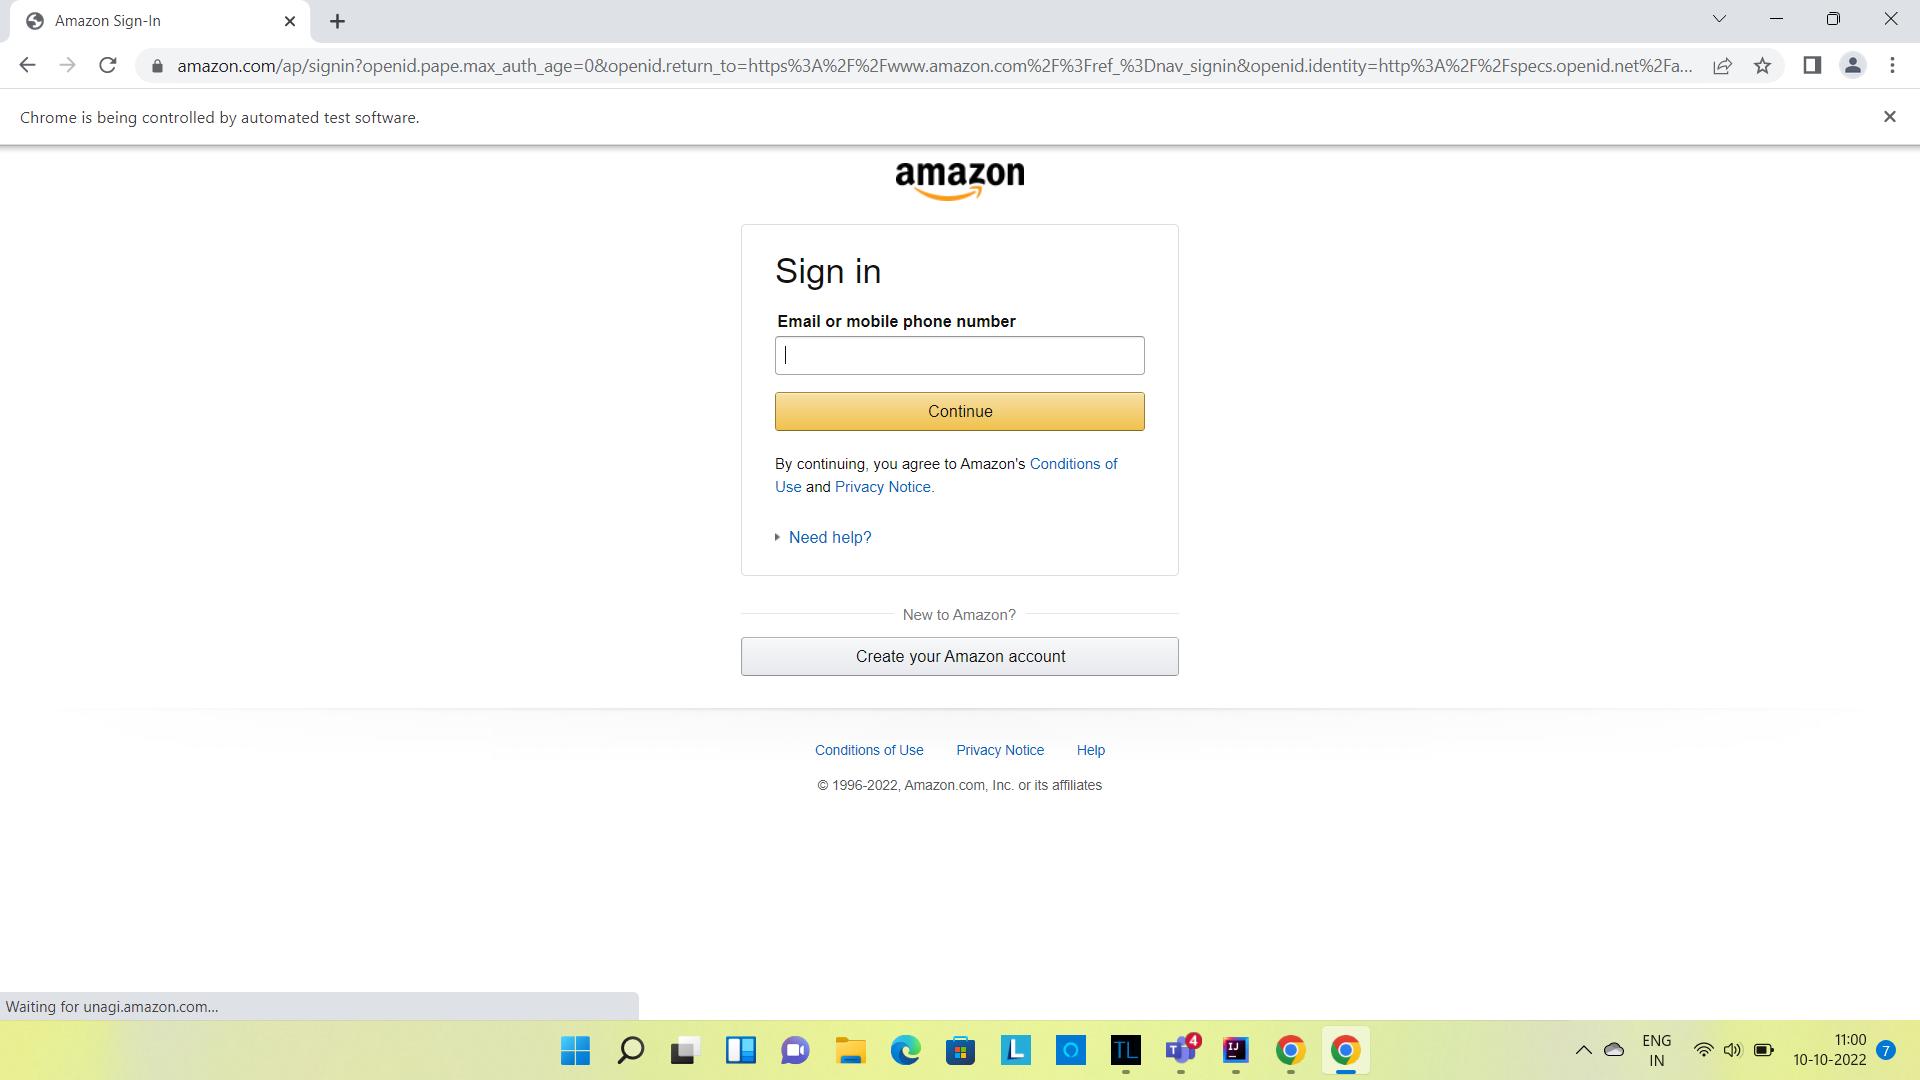 Amazon Sign-In
amazon.com/ap/signin?openid.pape.max_auth_age=0&openid.return_to=https%3A%2F%2Fwww.amazon.com%2F%3Fref_%3Dnav_signin&openid.identity=http%3A%2F%2Fspecs.openid.net%2Fa...
Chrome is being controlled by automated test software.
amazon
Sign in
Email or mobile phone number
Continue
By continuing, you agree to Amazon's Conditions of
Use and Privacy Notice.
Need help?
New to Amazon?
Create your Amazon account
Conditions of Use Privacy Notice Help
© 1996-2022, Amazon.com, Inc. or its affiliates
Waiting for unagi.amazon.com...
L
TL
T
4
IJ
ENG
IN
11:00
10-10-2022
7